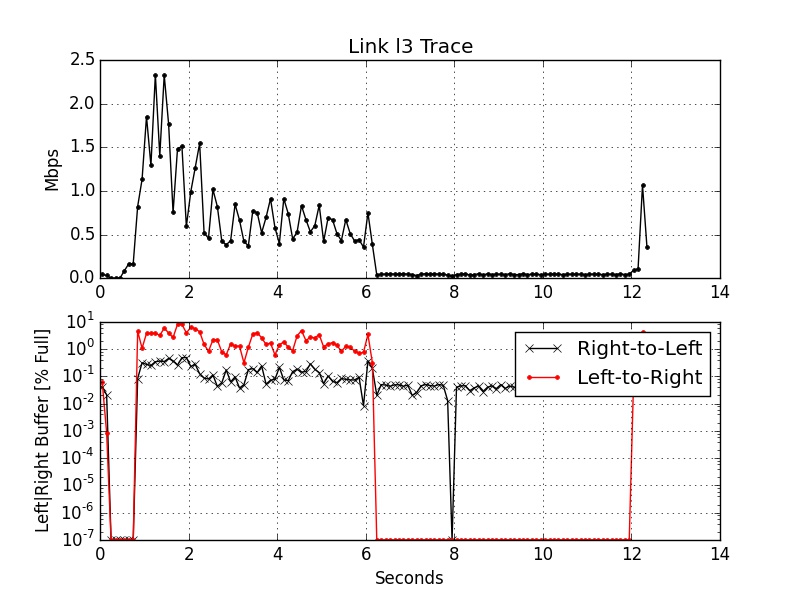 Link l3 Trace
2.5
2.0
1.5
1.0
0.5
0.0
Mbps
0 2 4 6 8 10 12 14
10^1
10^0
10^-1
10^-2
10^-3
10^-4
10^-5
10^-6
10^-7
Left|Right Buffer [% Full]
Right-to-Left
Left-to-Right
0 2 4 6 8 10 12 14
Seconds